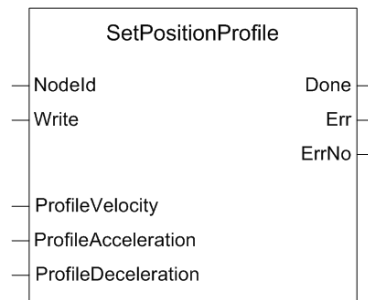 SetPositionProfile
NodeId Done
Write Err
ErrNo
ProfileVelocity
ProfileAcceleration
ProfileDeceleration